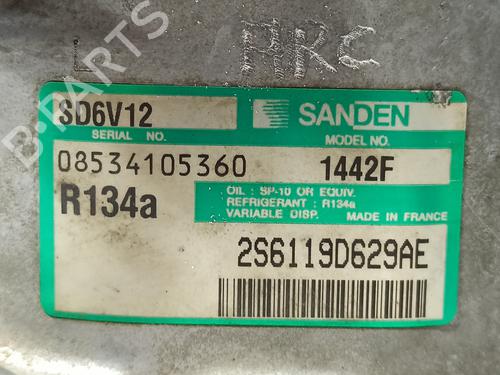 SD6V12
SANDEN
SERIAL NO.
MODEL NO.
08534105360
1442F
R134a
OIL : SP-10 OR EQUIV.
REFRIGERANT : R134a
VARIABLE DISP.
MADE IN FRANCE
2S6119D629AE
B-PARTS